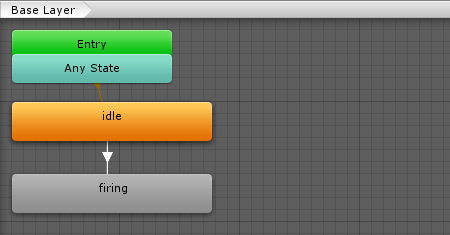 Base Layer
Entry
Any State
idle
firing